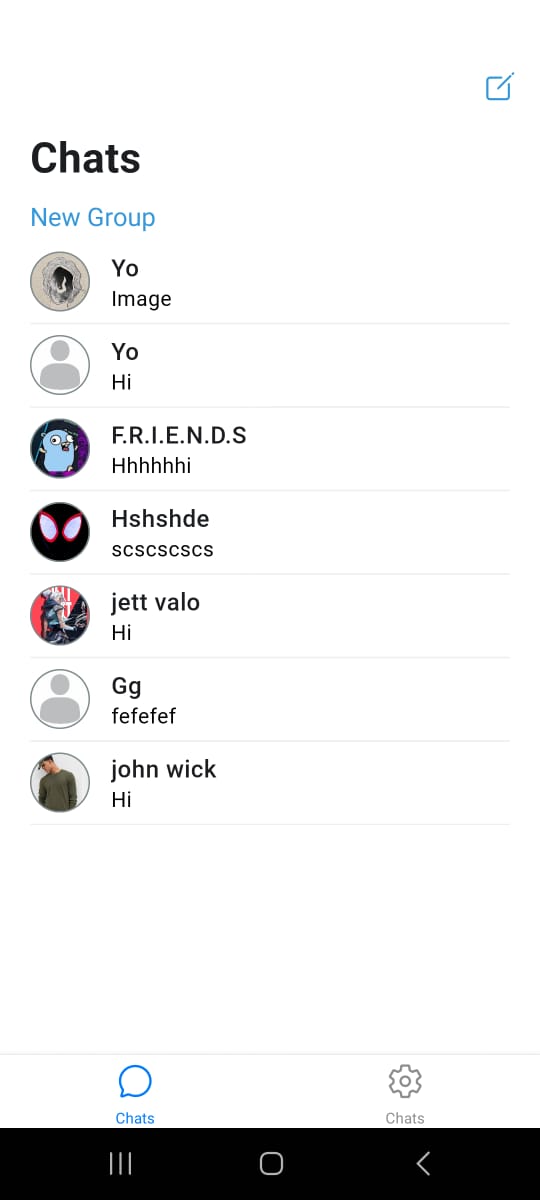 Chats
New Group
Yo
Image
Yo
Hi
F.R.I.E.N.D.S
Hhhhhhi
Hshshde
scscscscs
jett valo
Hi
Gg
fefefef
john wick
Hi
Chats
Chats